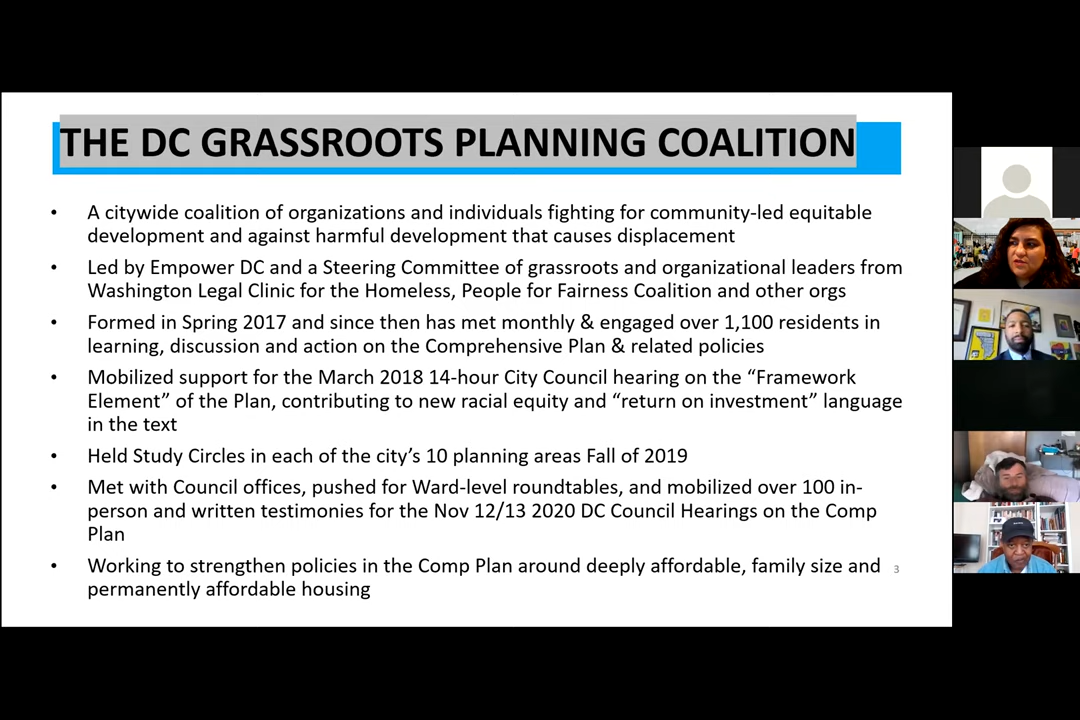 THE DC GRASSROOTS PLANNING COALITION
• A citywide coalition of organizations and individuals fighting for community-led equitable
development and against harmful development that causes displacement
• Led by Empower DC and a Steering Committee of grassroots and organizational leaders from
Washington Legal Clinic for the Homeless, People for Fairness Coalition and other orgs
• Formed in Spring 2017 and since then has met monthly & engaged over 1,100 residents in
learning, discussion and action on the Comprehensive Plan & related policies
• Mobilized support for the March 2018 14-hour City Council hearing on the “Framework
Element” of the Plan, contributing to new racial equity and “return on investment” language
in the text
• Held Study Circles in each of the city’s 10 planning areas Fall of 2019
• Met with Council offices, pushed for Ward-level roundtables, and mobilized over 100 in-
person and written testimonies for the Nov 12/13 2020 DC Council Hearings on the Comp
Plan
• Working to strengthen policies in the Comp Plan around deeply affordable, family size and
permanently affordable housing
3